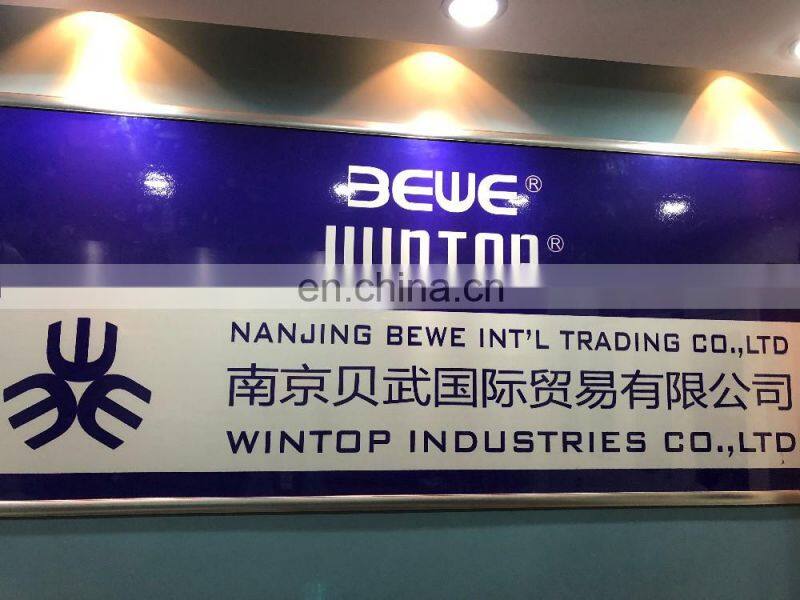 BEWE®
WINTOP®
en.china.cn
NANJING BEWE INT'L TRADING CO.,LTD
南京贝武国际贸易有限公司
WINTOP INDUSTRIES CO.,LTD